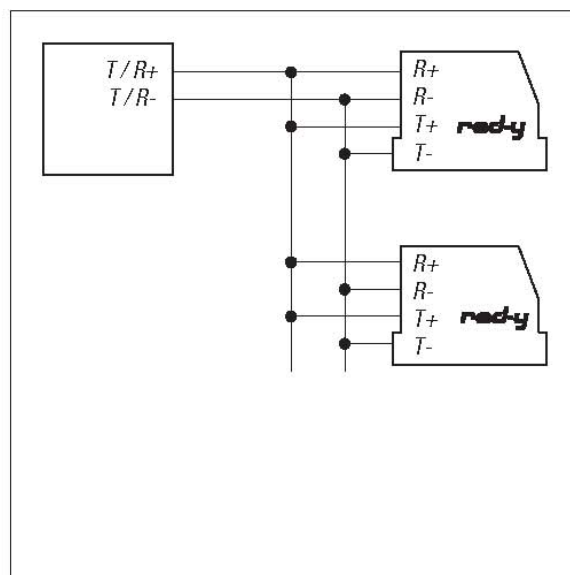 T/R+
T/R-
R+
R-
T+
red-y
T-
R+
R-
T+
red-y
T-